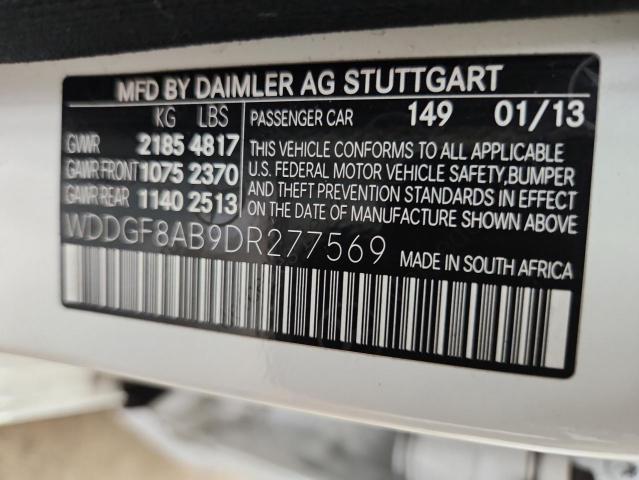 MFD BY DAIMLER AG STUTTGART
KG LBS
GVWR 2185 4817
GAWR FRONT 1075 2370
GAWR REAR 1140 2513
PASSENGER CAR 149 01/13
THIS VEHICLE CONFORMS TO ALL APPLICABLE
U.S. FEDERAL MOTOR VEHICLE SAFETY,BUMPER
AND THEFT PREVENTION STANDARDS IN EFFECT
ON THE DATE OF MANUFACTURE SHOWN ABOVE
WDDGF8AB9DR277569 MADE IN SOUTH AFRICA